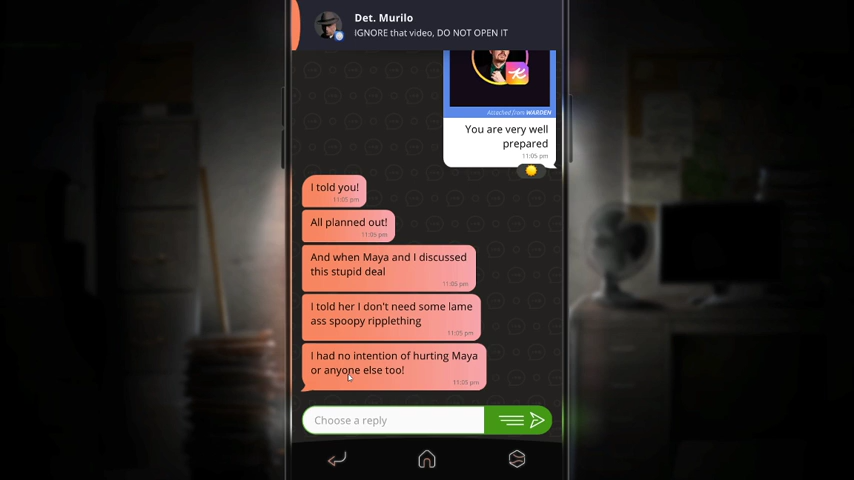 Det. Murilo
IGNORE that video, DO NOT OPEN IT
Attached from WARDEN
You are very well
prepared
11:05 pm
I told you!
11:05 pm
All planned out!
11:05 pm
And when Maya and I discussed
this stupid deal
11:05 pm
I told her I don't need some lame
ass spoopy ripplething
11:05 pm
I had no intention of hurting Maya
or anyone else too!
11:05 pm
Choose a reply